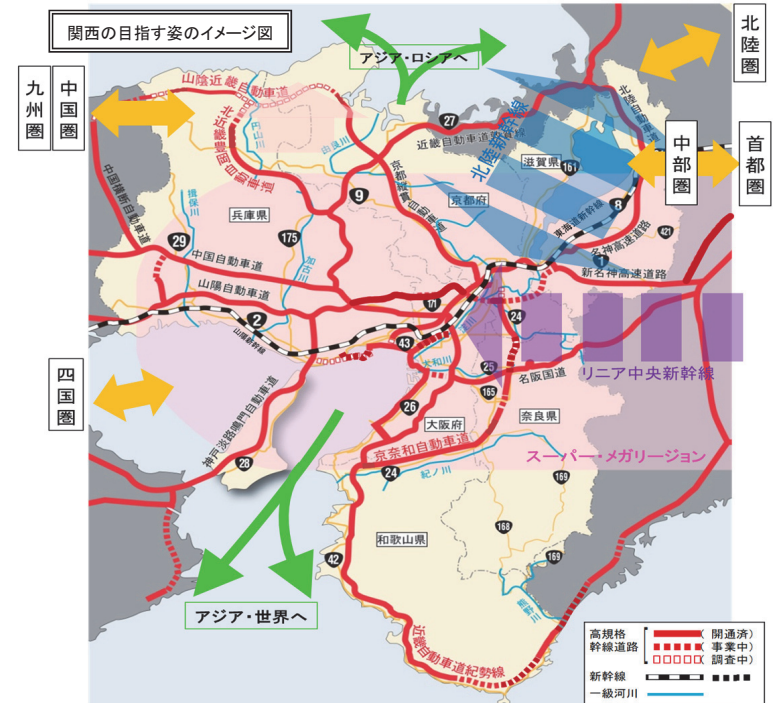 関西の目指す姿のイメージ図
アジア・ロシアへ
北陸圏
九州圏
中国圏
中部圏
首都圏
四国圏
山陰近畿自動車道
北近畿豊岡自動車道
円山川
由良川
27
近畿自動車道敦賀線
北陸新幹線
北陸自動車道
滋賀県
161
中国横断自動車道
揖保川
兵庫県
9
京都縦貫自動車道
京都府
8
東海道新幹線
29
175
加古川
名神高速道路
421
1
中国自動車道
新名神高速道路
山陽自動車道
171
24
2
山陽新幹線
淀川
43
大和川
25
名阪国道
リニア中央新幹線
165
26
大阪府
奈良県
神戸淡路鳴門自動車道
28
京奈和自動車道
スーパー・メガリージョン
24
紀ノ川
169
168
和歌山県
42
169
熊野川
アジア・世界へ
近畿自動車道紀勢線
高規格幹線道路
（開通済）
（事業中）
（調査中）
新幹線
一級河川